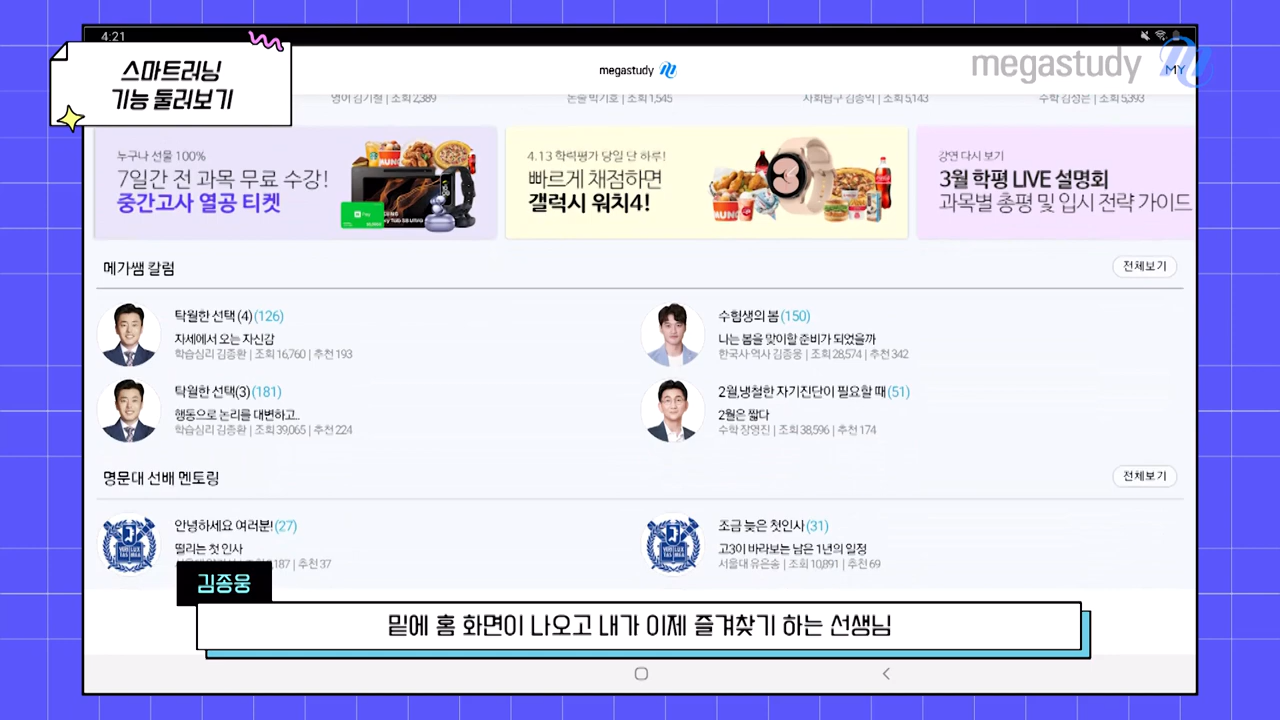 4:21
스마트러닝
기능 둘러보기
megastudy
megastudy
MY
영어 김기철 | 조회 2,389
논술 박기호 | 조회 1,545
사회탐구 김종익 | 조회 5,143
수학 김성은 | 조회 5,393
누구나 선물 100%
7일간 전 과목 무료 수강!
중간고사 열공 티켓
4.13 학력평가 당일 단 하루!
빠르게 채점하면
갤럭시 워치4!
강연 다시 보기
3월 학평 LIVE 설명회
과목별 총평 및 입시 전략 가이드
메가쌤 칼럼
전체보기
탁월한 선택 (4) (126)
자세에서 오는 자신감
학습심리 김종환 | 조회 16,760 | 추천 193
수험생의 봄 (150)
나는 봄을 맞이할 준비가 되었을까
한국사·역사 김종웅 | 조회 28,574 | 추천 342
탁월한 선택(3) (181)
행동으로 논리를 대변하고..
학습심리 김종환 | 조회 39,065 | 추천 224
2월,냉철한 자기진단이 필요할 때 (51)
2월은 짧다
수학 장영진 | 조회 38,596 | 추천 174
명문대 선배 멘토링
전체보기
안녕하세요 여러분! (27)
떨리는 첫 인사
,187 | 추천 37
조금 늦은 첫인사 (31)
고3이 바라보는 남은 1년의 일정
서울대 유은송 | 조회 10,891 | 추천 69
김종웅
밑에 홈 화면이 나오고 내가 이제 즐겨찾기 하는 선생님